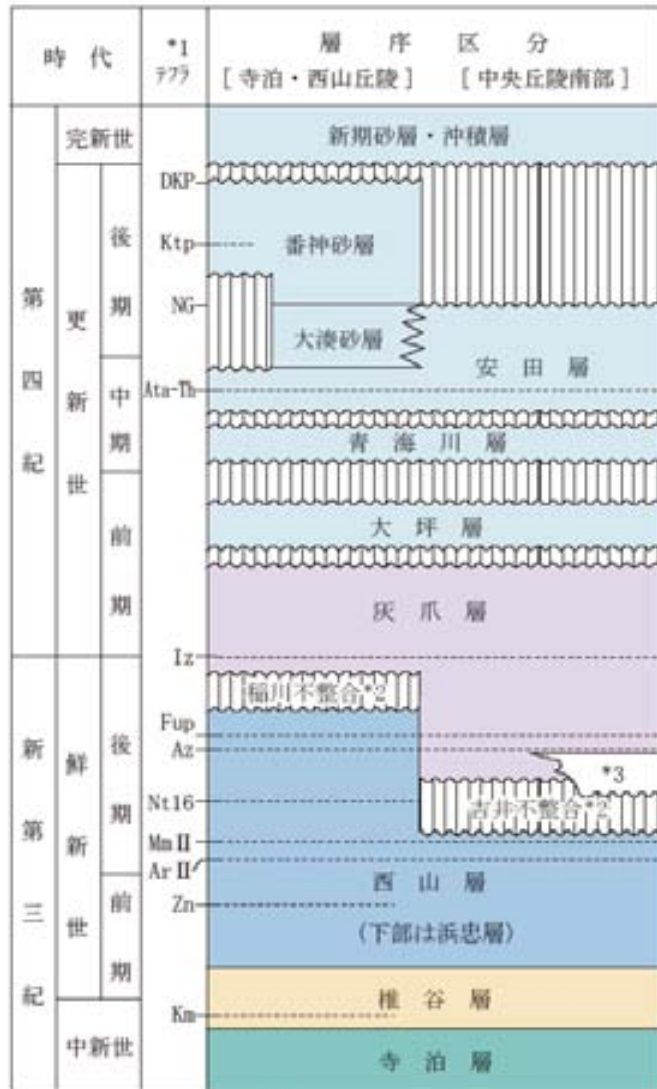 時 代
*1
テフラ
層 序 区 分
[ 寺泊・西山丘陵 ] [ 中央丘陵南部 ]
第四紀
更新世
完新世
後期
中期
前期
新第三紀
鮮新世
後期
前期
中新世
新期砂層・沖積層
DKP
Ktp
番神砂層
NG
大湊砂層
安 田 層
Ata-Th
青 海 川 層
大 坪 層
灰 爪 層
Iz
稲川不整合*2
Fup
Az
*3
Nt16
吉井不整合*2
MmⅡ
ArⅡ
西 山 層
Zn
(下部は浜忠層)
椎 谷 層
Km
寺 泊 層